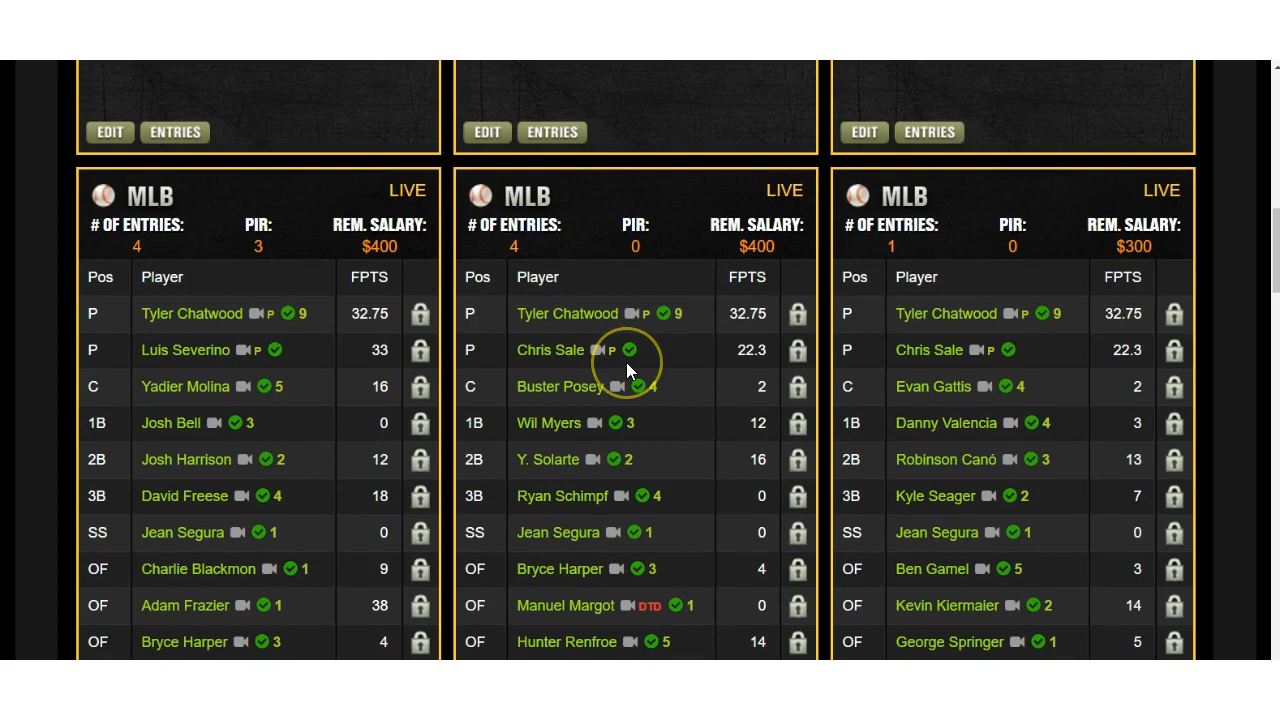 EDIT ENTRIES EDIT ENTRIES EDIT ENTRIES
MLB LIVE
# OF ENTRIES: PIR: REM. SALARY:
4 3 $400
Pos Player FPTS
P Tyler Chatwood P 9 32.75
P Luis Severino P 33
C Yadier Molina 5 16
1B Josh Bell 3 0
2B Josh Harrison 2 12
3B David Freese 4 18
SS Jean Segura 1 0
OF Charlie Blackmon 1 9
OF Adam Frazier 1 38
OF Bryce Harper 3 4
MLB LIVE
# OF ENTRIES: PIR: REM. SALARY:
4 0 $400
Pos Player FPTS
P Tyler Chatwood P 9 32.75
P Chris Sale P 22.3
C Buster Posey 4 2
1B Wil Myers 3 12
2B Y. Solarte 2 16
3B Ryan Schimpf 4 0
SS Jean Segura 1 0
OF Bryce Harper 3 4
OF Manuel Margot DTD 1 0
OF Hunter Renfroe 5 14
MLB LIVE
# OF ENTRIES: PIR: REM. SALARY:
1 0 $300
Pos Player FPTS
P Tyler Chatwood P 9 32.75
P Chris Sale P 22.3
C Evan Gattis 4 2
1B Danny Valencia 4 3
2B Robinson Canó 3 13
3B Kyle Seager 2 7
SS Jean Segura 1 0
OF Ben Gamel 5 3
OF Kevin Kiermaier 2 14
OF George Springer 1 5